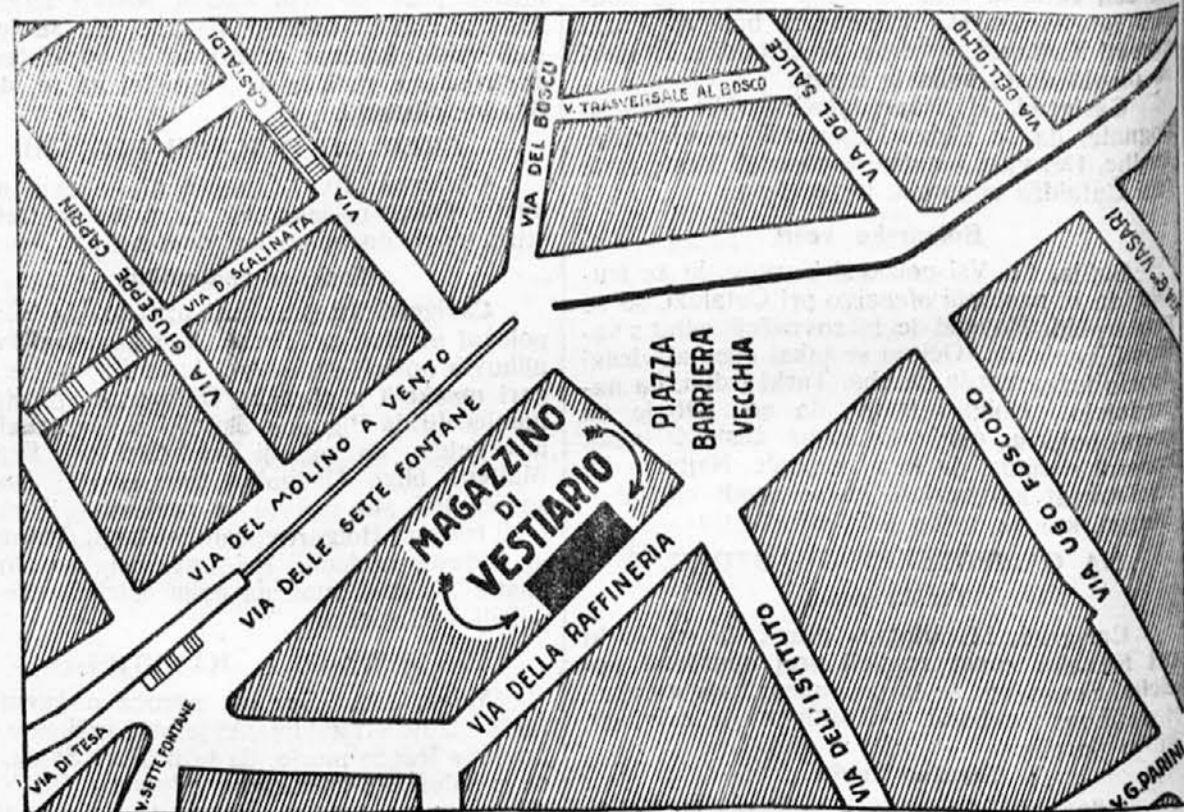 CASTALDI
VIA
VIA DEL BOSCO
V. TRASVERSALE AL BOSCO
VIA DEL SALICE
VIA DELL'OLMO
VIA GIUSEPPE CAPRIN
VIA D. SCALINATA
VIA Gº VASARI
PIAZZA
BARRIERA
VECCHIA
VIA DEL MOLINO A VENTO
VIA DELLE SETTE FONTANE
MAGAZZINO
DI
VESTIARIO
VIA UGO FOSCOLO
VIA DELLA RAFFINERIA
VIA DELL'ISTITUTO
VIA DI TESA
V. SETTE FONTANE
V. G. PARINI